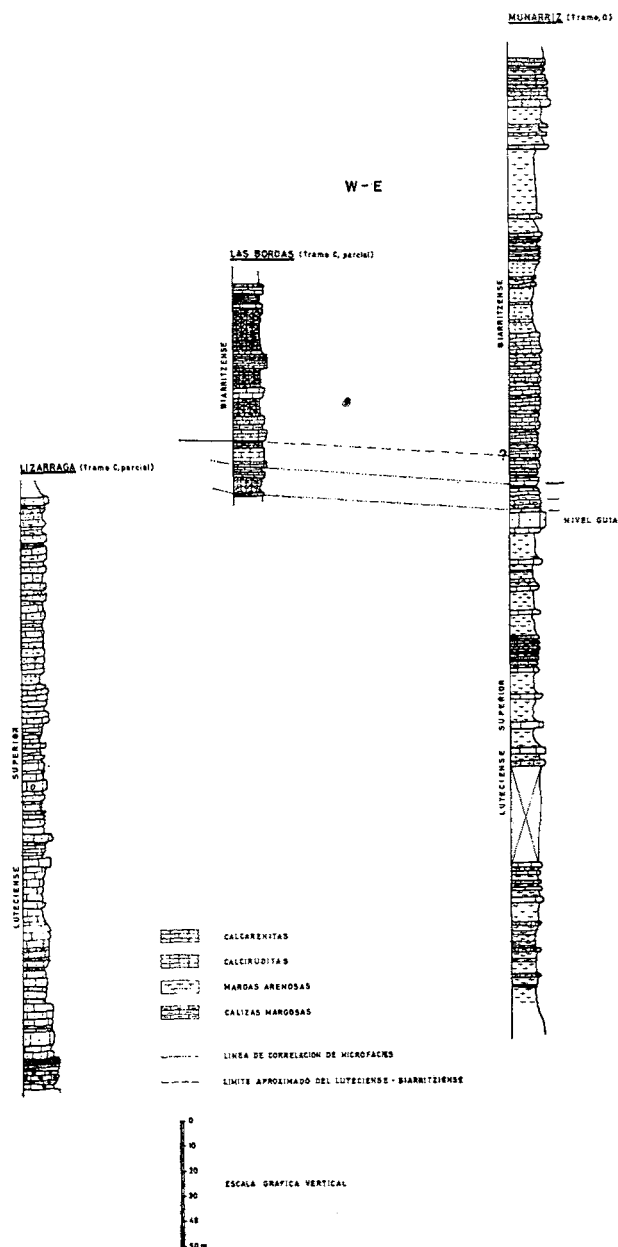 MUNARRIZ (Tramo, D)
W-E
LAS BORDAS (Tramo C, parcial)
BIARRITZENSE
BIARRITZENSE
?
LIZARRAGA (Tramo C, parcial)
NIVEL GUIA
LUTECIENSE SUPERIOR
LUTECIENSE SUPERIOR
CALCARENITAS
CALCIRUDITAS
MARGAS ARENOSAS
CALIZAS MARGOSAS
LINEA DE CORRELACION DE MICROFACIES
LIMITE APROXIMADO DEL LUTECIENSE - BIARRITZIENSE
0
10
20
30
40
50 m
ESCALA GRAFICA VERTICAL